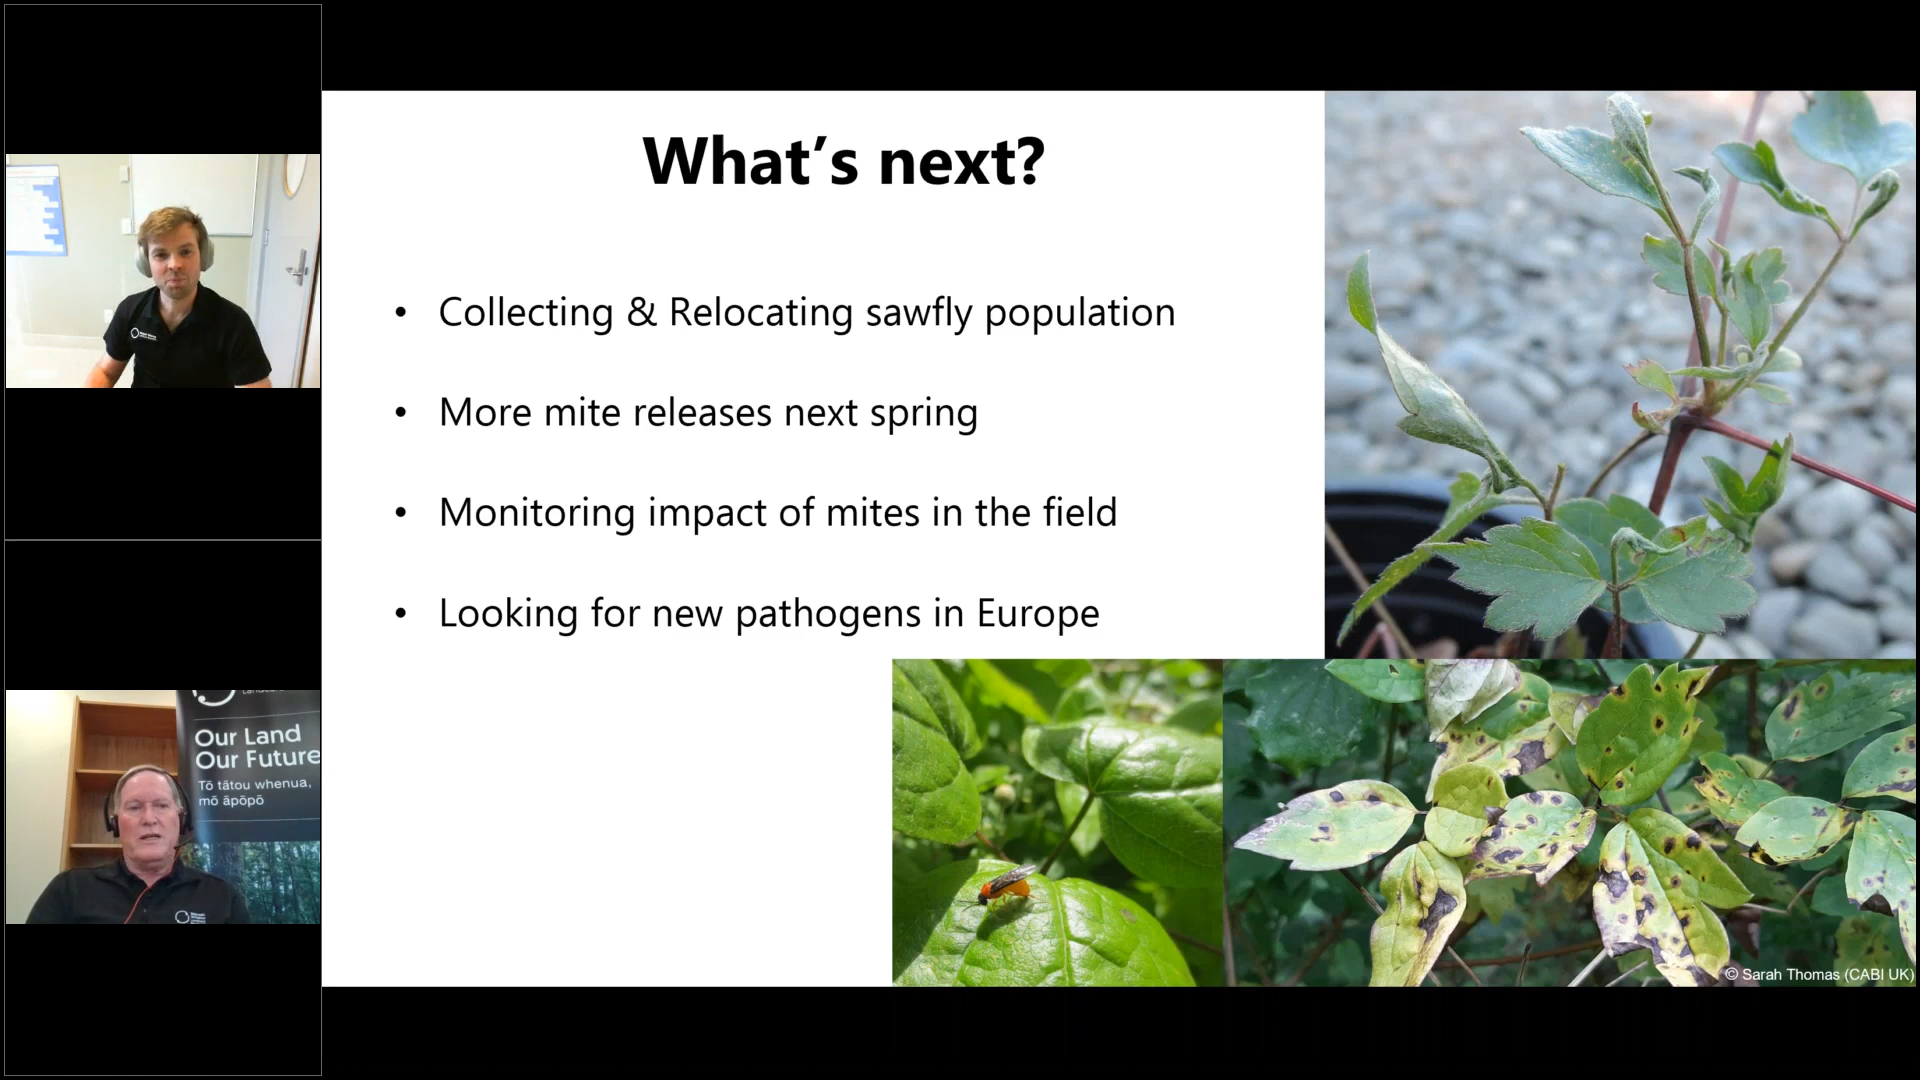 What’s next?
• Collecting & Relocating sawfly population
• More mite releases next spring
• Monitoring impact of mites in the field
• Looking for new pathogens in Europe
© Sarah Thomas (CABI UK)
Our Land
Our Future
Tō tātou whenua,
mō āpōpō